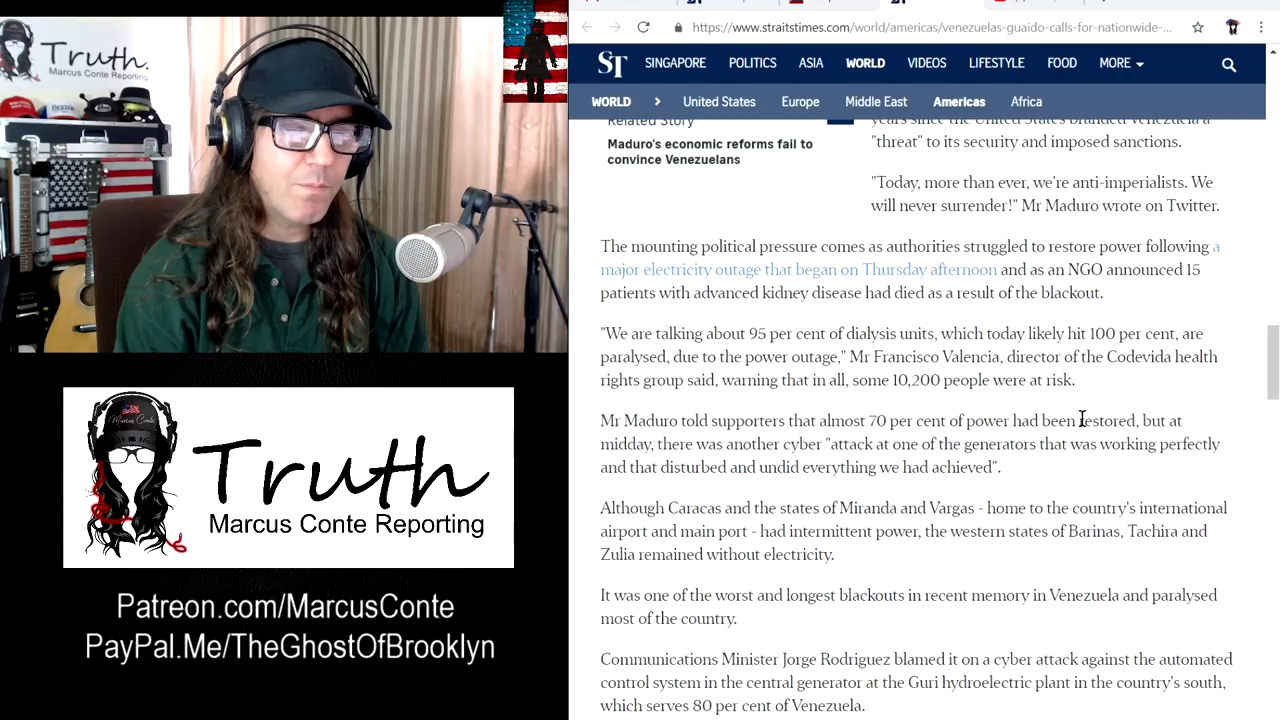 Truth.
Marcus Conte Reporting
Truth
Marcus Conte Reporting
Patreon.com/MarcusConte
PayPal.Me/TheGhostOfBrooklyn
https://www.straitstimes.com/world/americas/venezuelas-guaido-calls-for-nationwide-...
ST SINGAPORE POLITICS ASIA WORLD VIDEOS LIFESTYLE FOOD MORE
WORLD > United States Europe Middle East Americas Africa
Related Story
Maduro's economic reforms fail to
convince Venezuelans
years since the United States branded Venezuela a
"threat" to its security and imposed sanctions.
"Today, more than ever, we're anti-imperialists. We
will never surrender!" Mr Maduro wrote on Twitter.
The mounting political pressure comes as authorities struggled to restore power following a
major electricity outage that began on Thursday afternoon and as an NGO announced 15
patients with advanced kidney disease had died as a result of the blackout.
"We are talking about 95 per cent of dialysis units, which today likely hit 100 per cent, are
paralysed, due to the power outage," Mr Francisco Valencia, director of the Codevida health
rights group said, warning that in all, some 10,200 people were at risk.
Mr Maduro told supporters that almost 70 per cent of power had been restored, but at
midday, there was another cyber "attack at one of the generators that was working perfectly
and that disturbed and undid everything we had achieved".
Although Caracas and the states of Miranda and Vargas - home to the country's international
airport and main port - had intermittent power, the western states of Barinas, Tachira and
Zulia remained without electricity.
It was one of the worst and longest blackouts in recent memory in Venezuela and paralysed
most of the country.
Communications Minister Jorge Rodriguez blamed it on a cyber attack against the automated
control system in the central generator at the Guri hydroelectric plant in the country's south,
which serves 80 per cent of Venezuela.